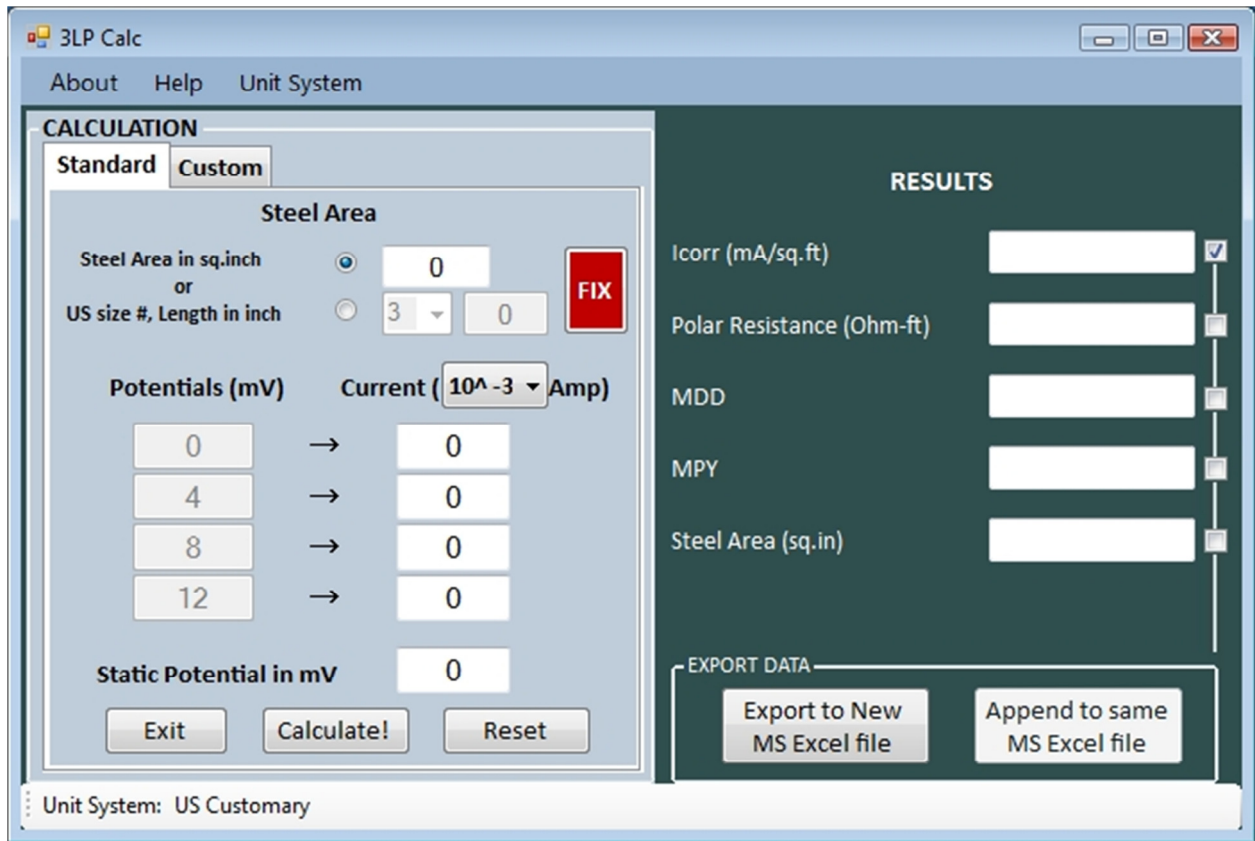 3LP Calc
About Help Unit System
CALCULATION
Standard Custom
Steel Area
Steel Area in sq.inch
or
US size #, Length in inch
0
3 0
FIX
Potentials (mV) Current ( 10^ -3 Amp)
0 → 0
4 → 0
8 → 0
12 → 0
Static Potential in mV 0
Exit Calculate! Reset
RESULTS
Icorr (mA/sq.ft)
Polar Resistance (Ohm-ft)
MDD
MPY
Steel Area (sq.in)
EXPORT DATA
Export to New
MS Excel file
Append to same
MS Excel file
Unit System: US Customary